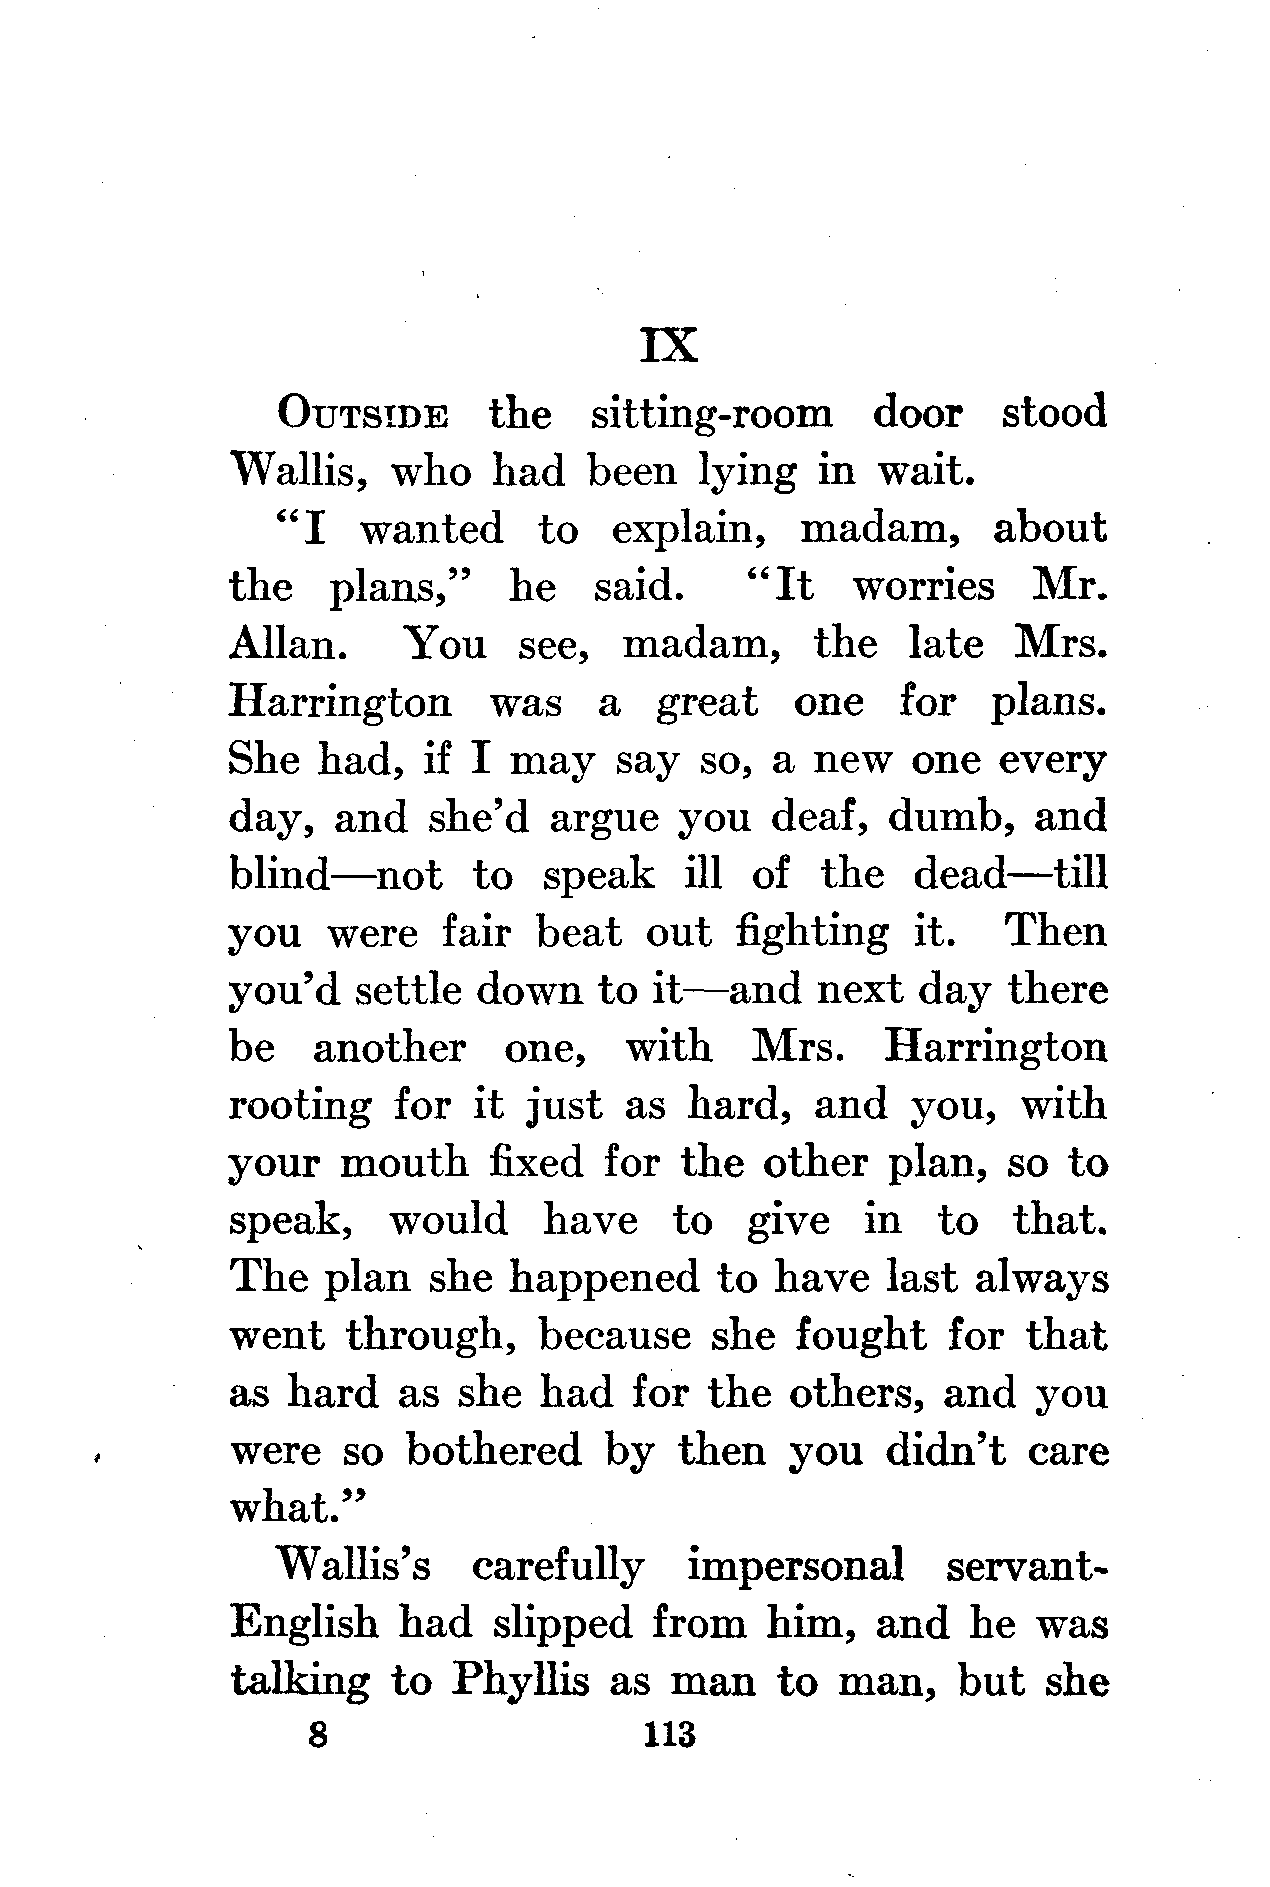 IX
OUTSIDE the sitting-room door stood
Wallis, who had been lying in wait.
“I wanted to explain, madam, about
the plans,” he said. “It worries Mr.
Allan. You see, madam, the late Mrs.
Harrington was a great one for plans.
She had, if I may say so, a new one every
day, and she’d argue you deaf, dumb, and
blind—not to speak ill of the dead—till
you were fair beat out fighting it. Then
you’d settle down to it—and next day there
be another one, with Mrs. Harrington
rooting for it just as hard, and you, with
your mouth fixed for the other plan, so to
speak, would have to give in to that.
The plan she happened to have last always
went through, because she fought for that
as hard as she had for the others, and you
were so bothered by then you didn’t care
what.”
Wallis’s carefully impersonal servant-
English had slipped from him, and he was
talking to Phyllis as man to man, but she
8 113